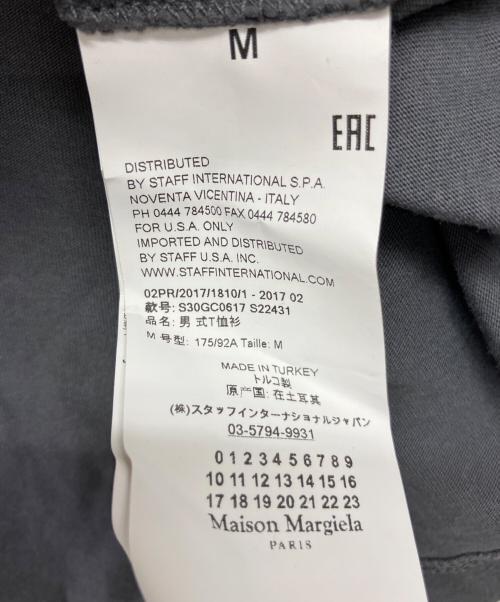 M
EAC
DISTRIBUTED
BY STAFF INTERNATIONAL S.P.A.
NOVENTA VICENTINA - ITALY
PH 0444 784500 FAX 0444 784580
FOR U.S.A. ONLY
IMPORTED AND DISTRIBUTED
BY STAFF U.S.A. INC.
WWW.STAFFINTERNATIONAL.COM
02PR/2017/1810/1 - 2017 02
款号: S30GC0617 S22431
品名: 男 式T恤衫
M 号型: 175/92A Taille: M
MADE IN TURKEY
トルコ製
原产国: 在土耳其
(株)スタッフインターナショナルジャパン
03-5794-9931
0 1 2 3 4 5 6 7 8 9
10 11 12 13 14 15 16
17 18 19 20 21 22 23
Maison Margiela
PARIS